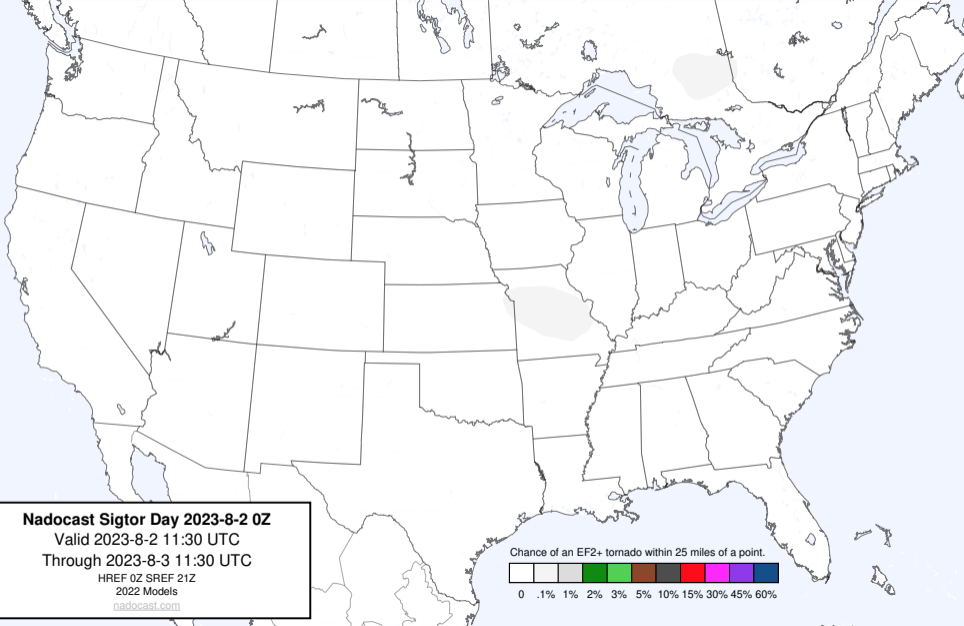 Nadocast Sigtor Day 2023-8-2 0Z
Valid 2023-8-2 11:30 UTC
Through 2023-8-3 11:30 UTC
HREF 0Z SREF 21Z
2022 Models
nadocast.com
Chance of an EF2+ tornado within 25 miles of a point.
0 .1% 1% 2% 3% 5% 10% 15% 30% 45% 60%